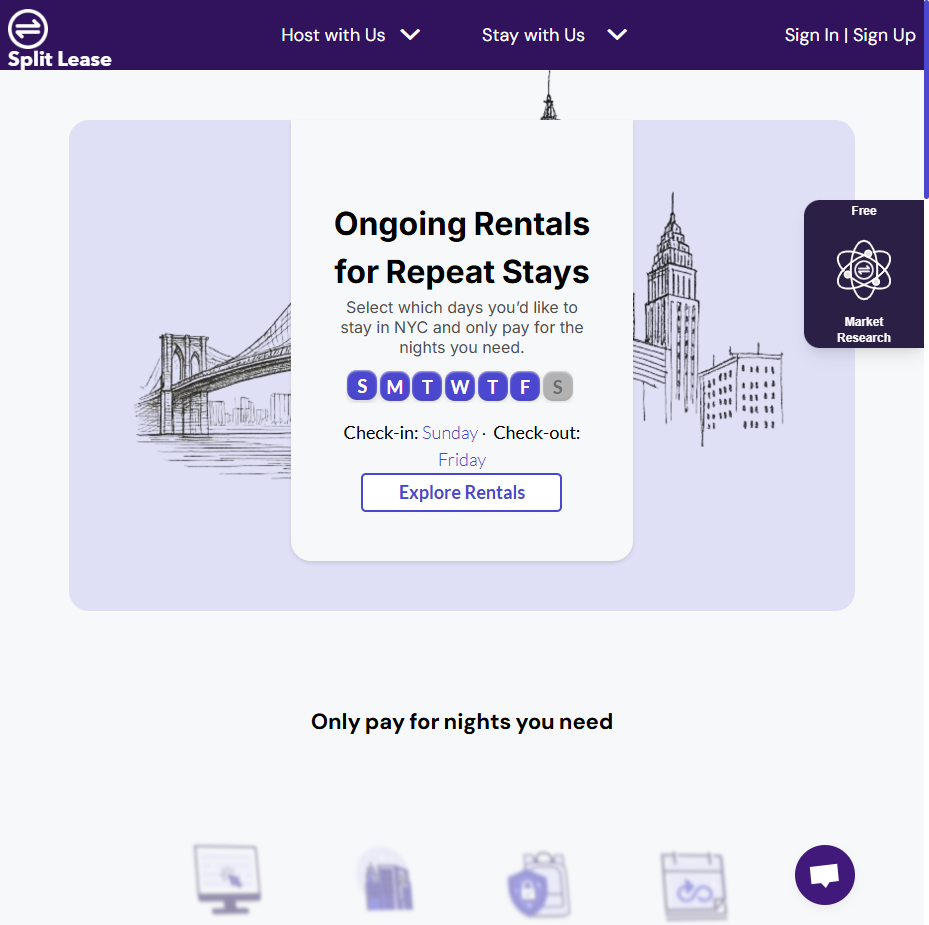 Split Lease
Host with Us
Stay with Us
Sign In | Sign Up
Ongoing Rentals
for Repeat Stays
Select which days you’d like to
stay in NYC and only pay for the
nights you need.
S M T W T F S
Check-in: Sunday · Check-out:
Friday
Explore Rentals
Free
Market
Research
Only pay for nights you need